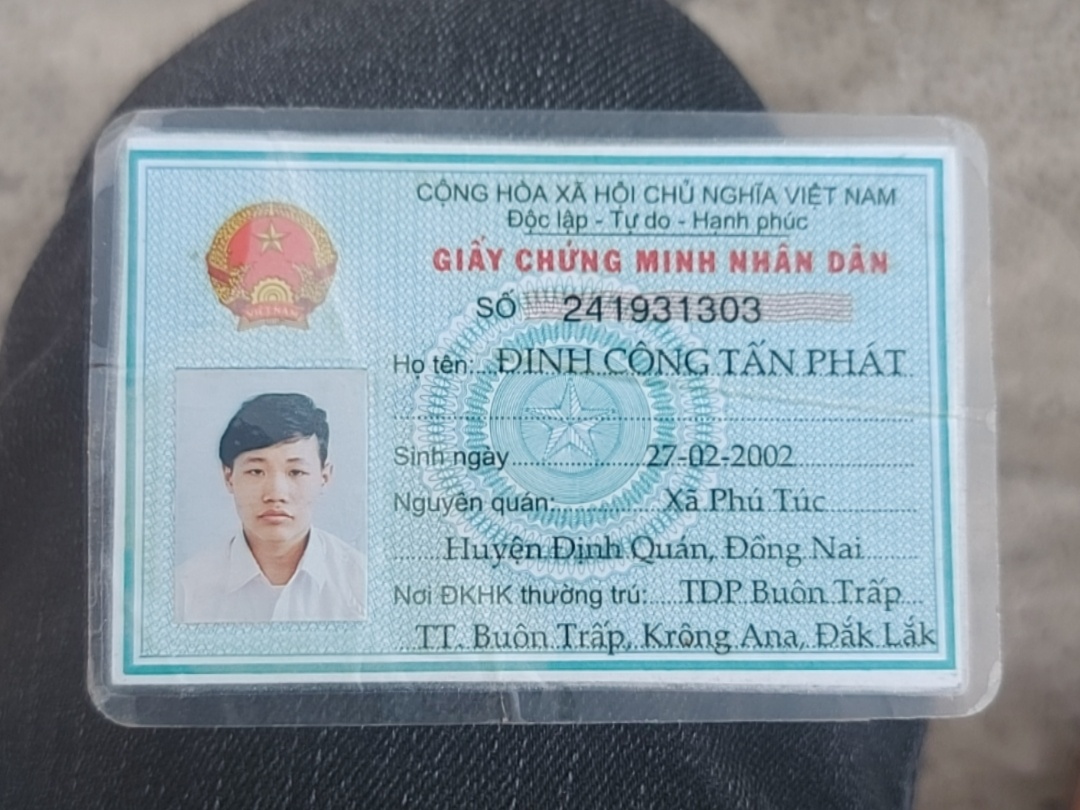 CỘNG HÒA XÃ HỘI CHỦ NGHĨA VIỆT NAM
Độc lập - Tự do - Hạnh phúc
GIẤY CHỨNG MINH NHÂN DÂN
SỐ 241931303
Họ tên: ĐINH CÔNG TẤN PHÁT
Sinh ngày 27-02-2002
Nguyên quán: Xã Phú Túc
Huyện Định Quán, Đồng Nai
Nơi ĐKHK thường trú: TDP Buôn Trấp
TT. Buôn Trấp, Krông Ana, Đắk Lắk
VIỆT NAM